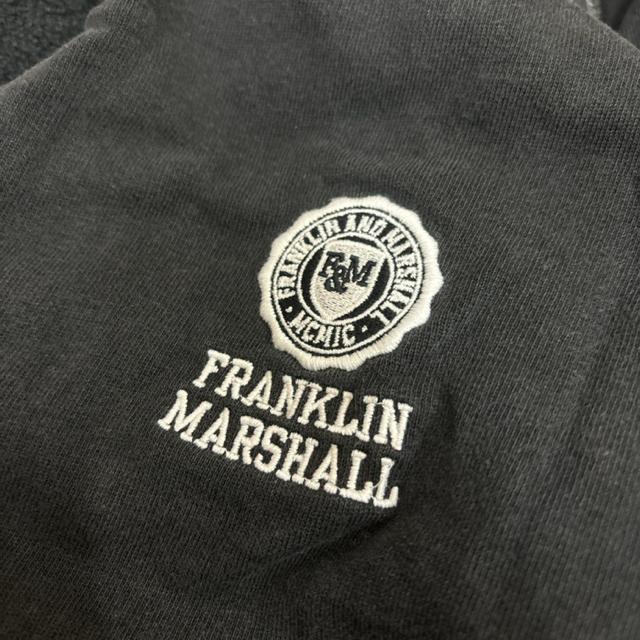 FRANKLIN AND MARSHALL
F&M
· MCMIC ·
FRANKLIN
MARSHALL